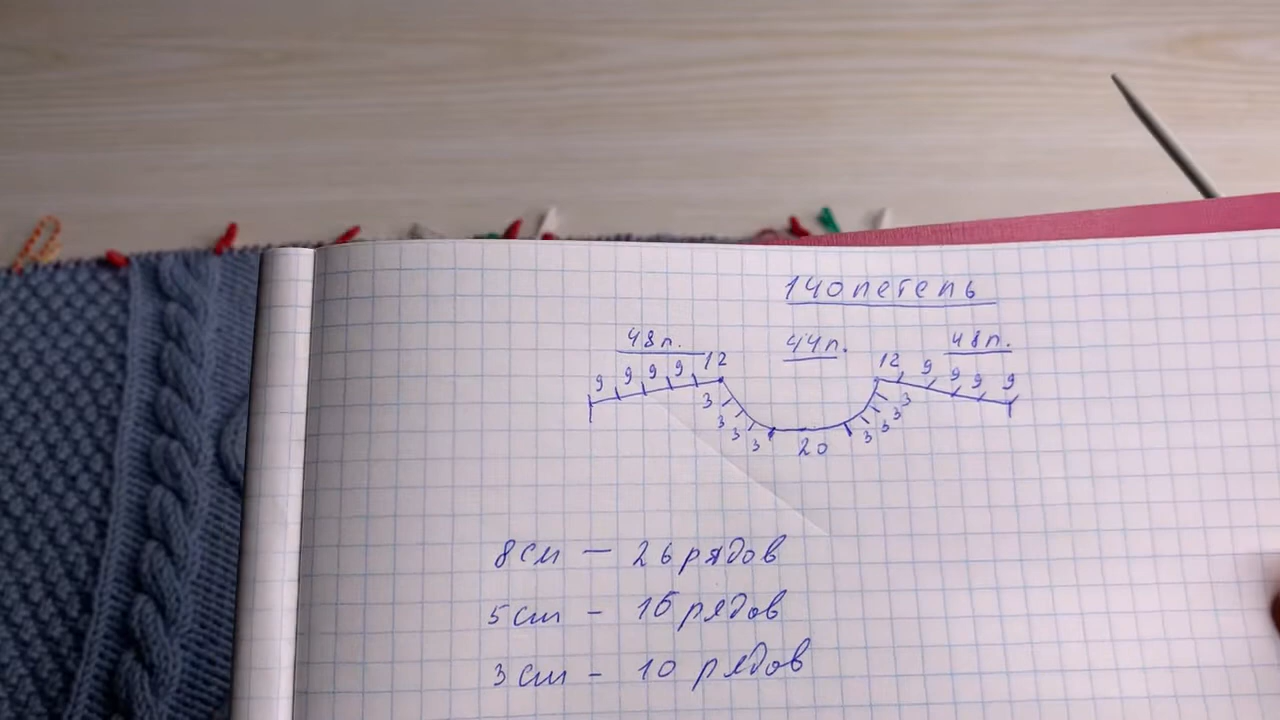 140 петель
48п. 44п. 48п.
9 9 9 9 12 12 9 9 9 9
3 3 3 3 20 3 3 3 3
8см — 26 рядов
5см - 16 рядов
3см - 10 рядов